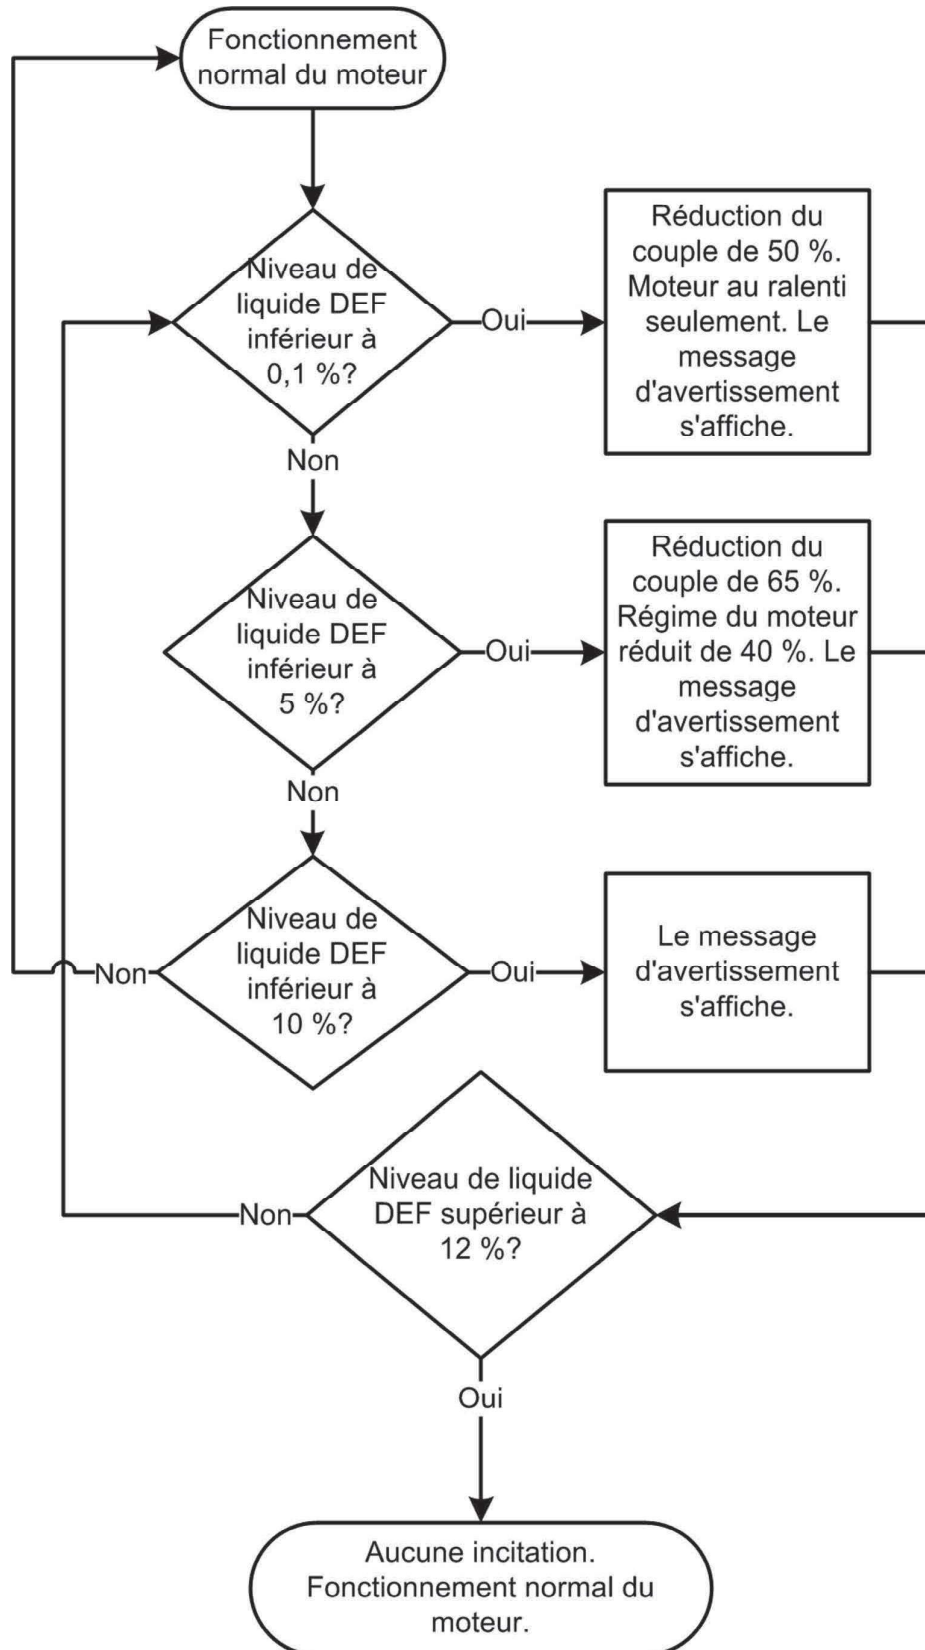 Fonctionnement
normal du moteur
Niveau de
liquide DEF
inférieur à
0,1 %?
Oui
Réduction du
couple de 50 %.
Moteur au ralenti
seulement. Le
message
d'avertissement
s'affiche.
Non
Niveau de
liquide DEF
inférieur à
5 %?
Oui
Réduction du
couple de 65 %.
Régime du moteur
réduit de 40 %. Le
message
d'avertissement
s'affiche.
Non
Niveau de
liquide DEF
inférieur à
10 %?
Non
Oui
Le message
d'avertissement
s'affiche.
Niveau de liquide
DEF supérieur à
12 %?
Non
Oui
Aucune incitation.
Fonctionnement normal du
moteur.